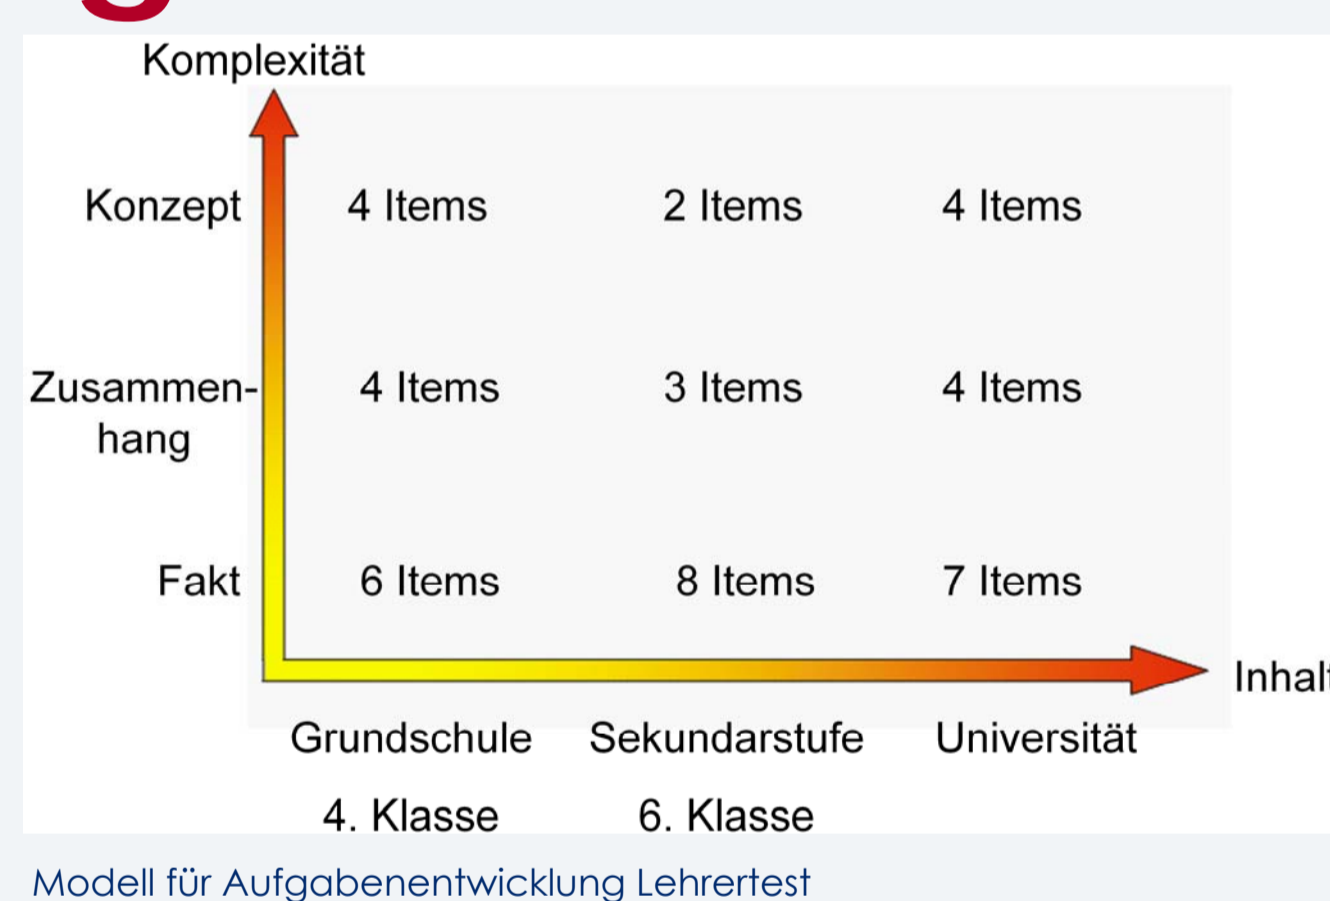 Komplexität
Konzept 4 Items 2 Items 4 Items
Zusammen- 4 Items 3 Items 4 Items
hang
Fakt 6 Items 8 Items 7 Items
Inhalt
Grundschule Sekundarstufe Universität
4. Klasse 6. Klasse
Modell für Aufgabenentwicklung Lehrertest